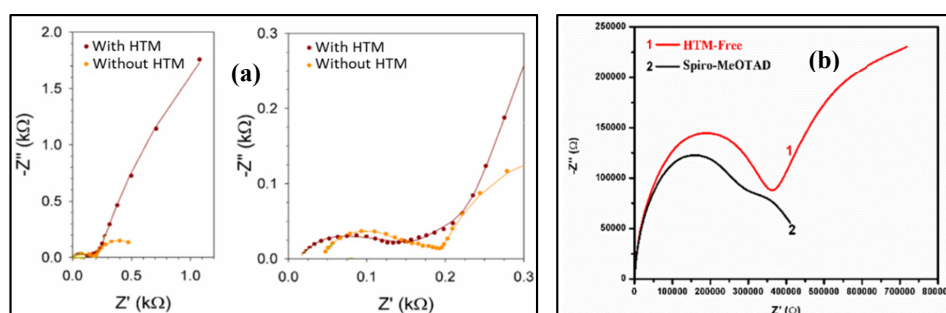 2.0
1.5
1.0
0.5
0.0
0.0
0.5
1.0
-Z" (kΩ)
Z' (kΩ)
With HTM
Without HTM
(a)
0.3
0.2
0.1
0.0
0.0
0.1
0.2
0.3
-Z" (kΩ)
Z' (kΩ)
With HTM
Without HTM
250000
200000
150000
100000
50000
0
0
100000
200000
300000
400000
500000
600000
700000
80000
-Z'' (Ω)
Z' (Ω)
1 HTM-Free
2 Spiro-MeOTAD
(b)
1
2